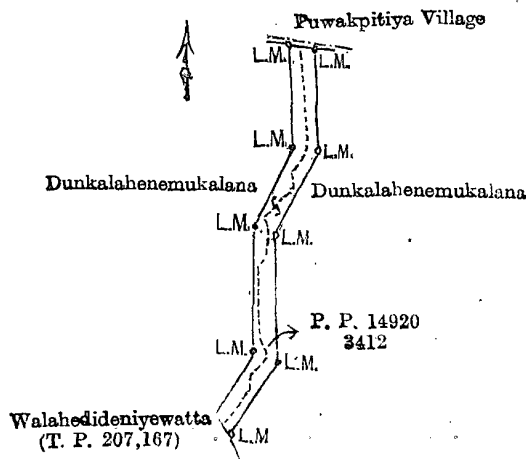 Puwakpitiya Village
L.M. L.M.
L.M. L.M.
Dunkalahenemukalana Dunkalahenemukalana
L.M. L.M.
P. P. 14920
3412
L.M. L.M.
Walahedideniyewatta
(T. P. 207,167)
L.M